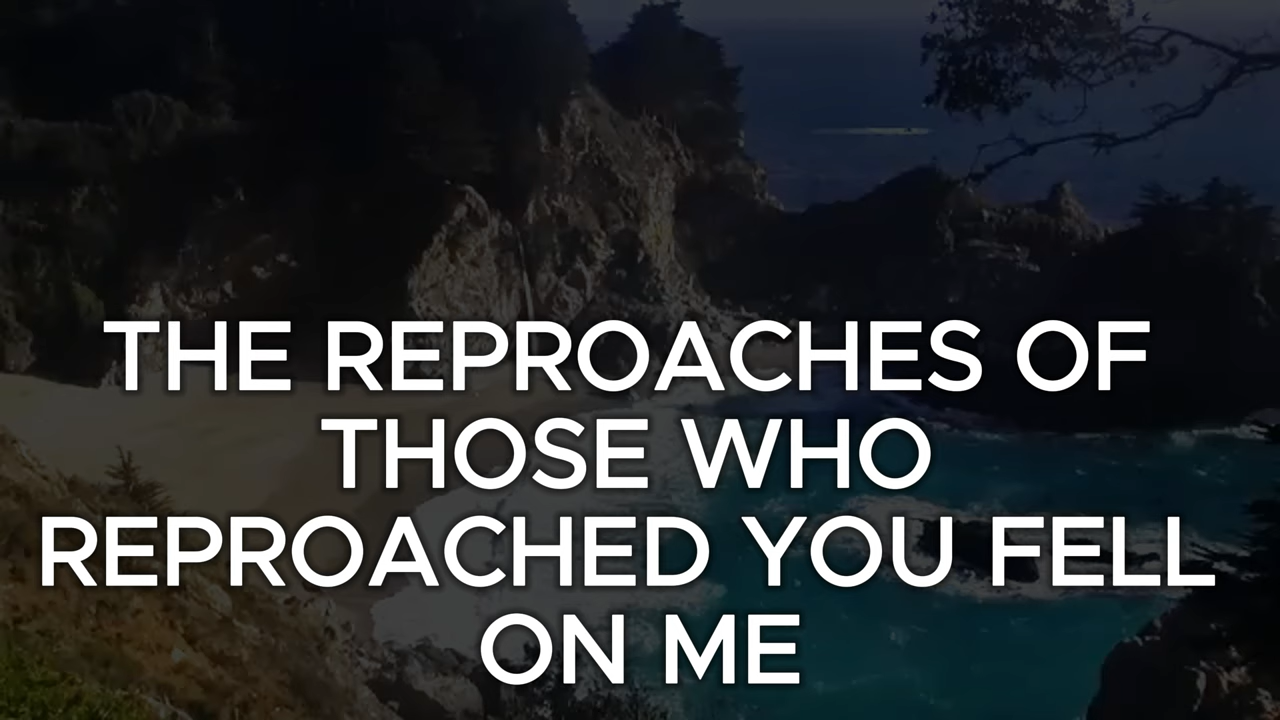 THE REPROACHES OF
THOSE WHO
REPROACHED YOU FELL
ON ME